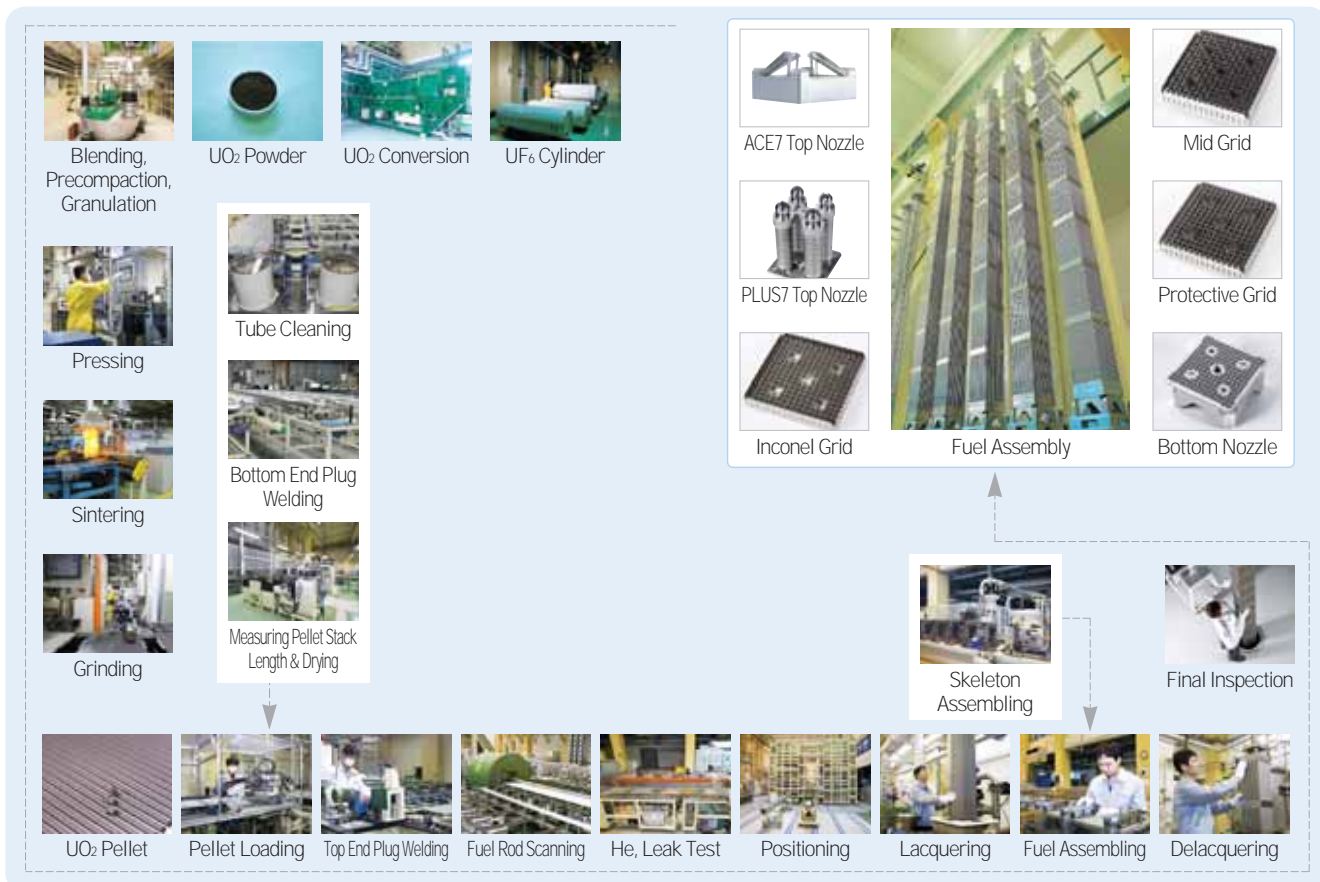 Blending,
Precompaction,
Granulation
UO₂ Powder
UO₂ Conversion
UF₆ Cylinder
Pressing
Sintering
Grinding
Tube Cleaning
Bottom End Plug
Welding
Measuring Pellet Stack
Length & Drying
ACE7 Top Nozzle
PLUS7 Top Nozzle
Inconel Grid
Fuel Assembly
Mid Grid
Protective Grid
Bottom Nozzle
Skeleton
Assembling
Final Inspection
UO₂ Pellet
Pellet Loading
Top End Plug Welding
Fuel Rod Scanning
He, Leak Test
Positioning
Lacquering
Fuel Assembling
Delacquering